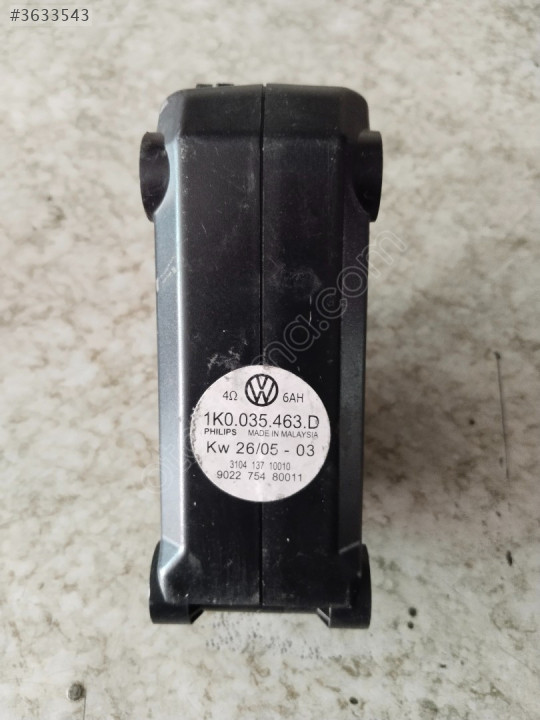 #3633543
4Ω 6AH
1K0.035.463.D
PHILIPS MADE IN MALAYSIA
Kw 26/05 - 03
3104 137 10010
9022 754 80011